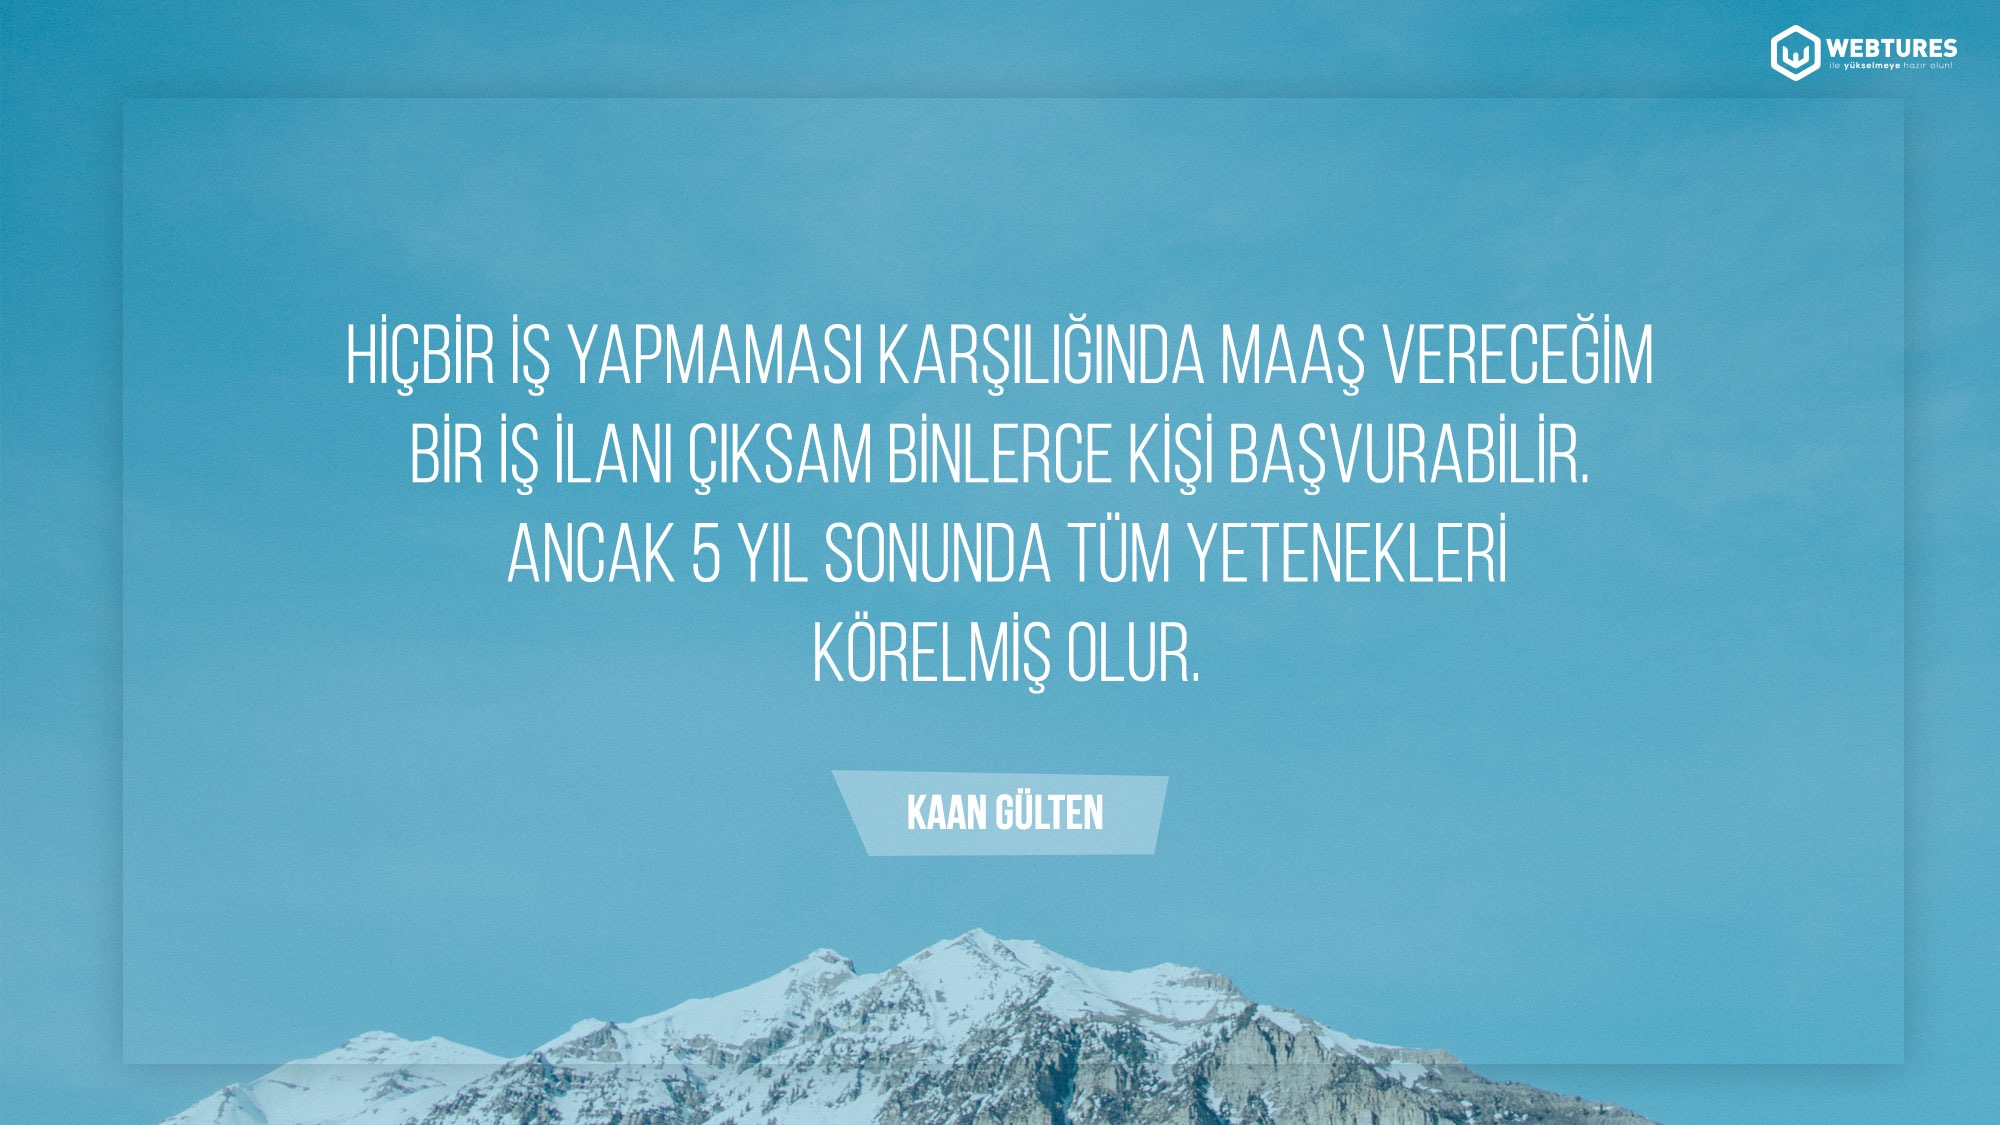 WEBTURES
ile yükselmeye hazır olun!
HİÇBİR İŞ YAPMAMASI KARŞILIĞINDA MAAŞ VERECEĞİM
BİR İŞ İLANI ÇIKSAM BİNLERCE KİŞİ BAŞVURABİLİR.
ANCAK 5 YIL SONUNDA TÜM YETENEKLERİ
KÖRELMİŞ OLUR.
KAAN GÜLTEN